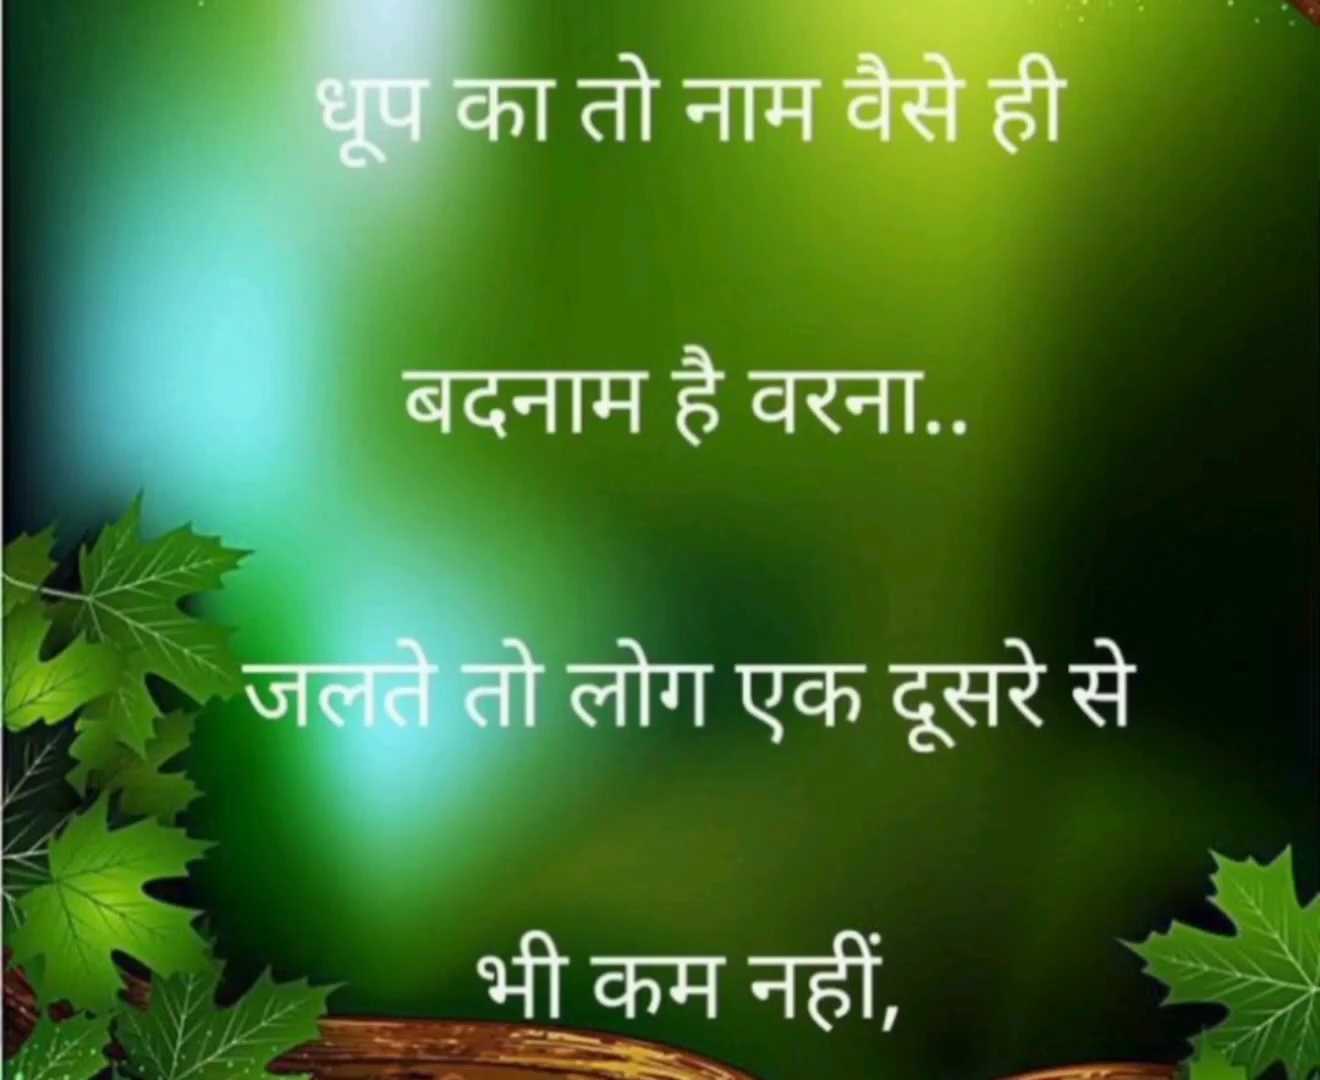 धूप का तो नाम वैसे ही
बदनाम है वरना..
जलते तो लोग एक दूसरे से
भी कम नहीं,